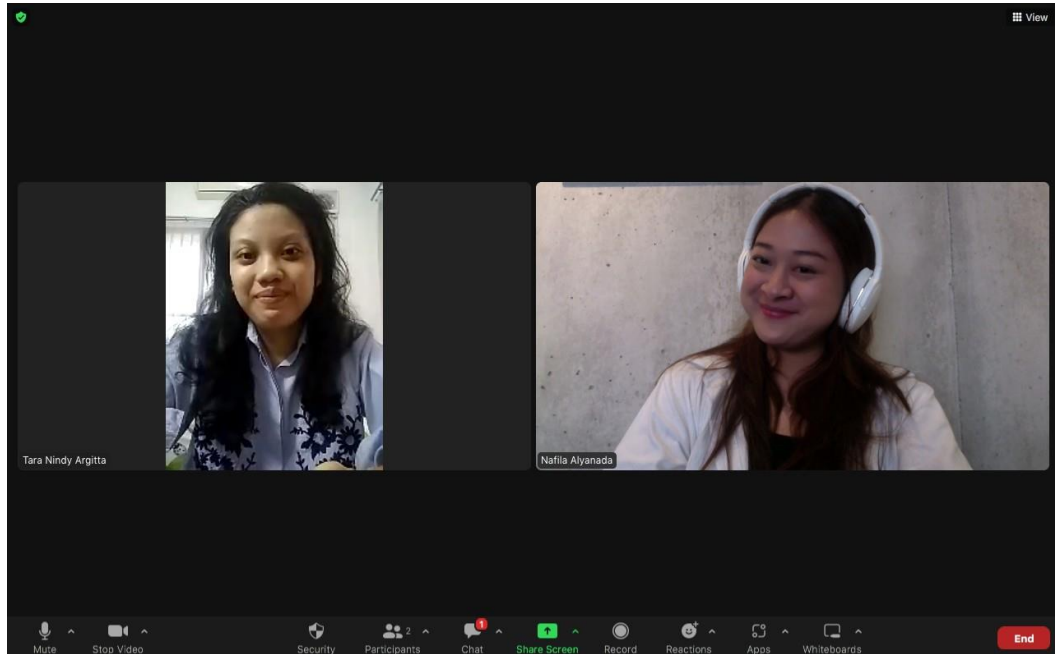 View
Tara Nindy Argitta
Nafila Alyanada
2
1
Mute
Stop Video
Security
Participants
Chat
Share Screen
Record
Reactions
Apps
Whiteboards
End